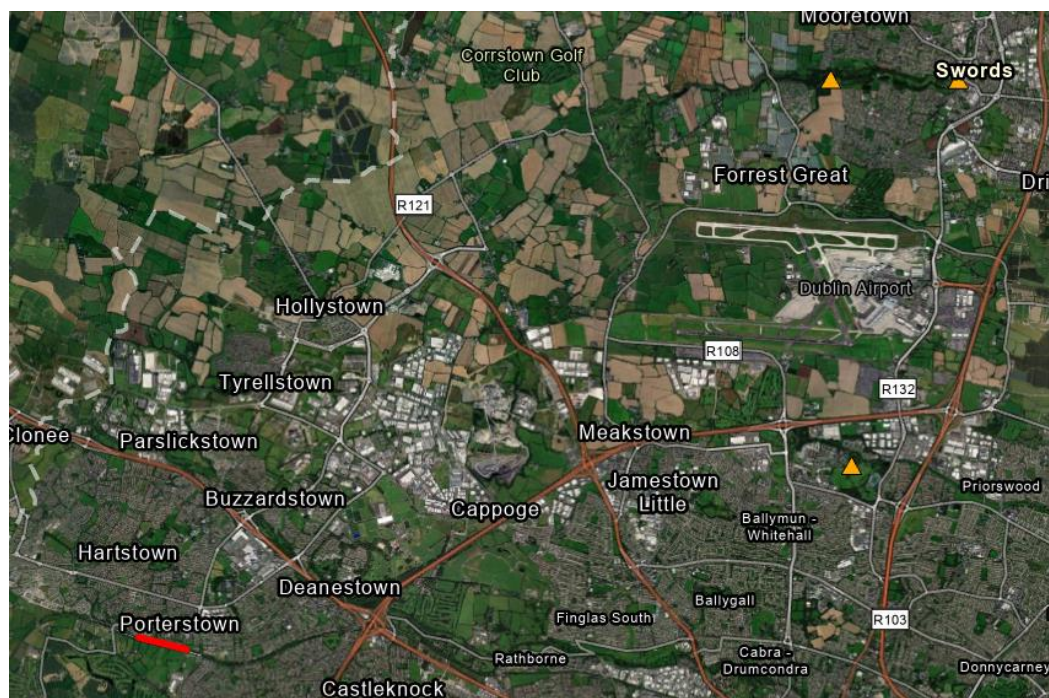 Mooretown
Corrstown Golf
Club
Swords
Forrest Great
Dri
R121
Dublin Airport
Hollystown
R108
Tyrellstown
R132
Clonee
Parslickstown
Meakstown
Buzzardstown
Jamestown
Little
Priorswood
Cappoge
Ballymun -
Whitehall
Hartstown
Deanestown
Ballygall
Porterstown
Finglas South
R103
Rathborne
Cabra -
Drumcondra
Donnycarney
Castleknock